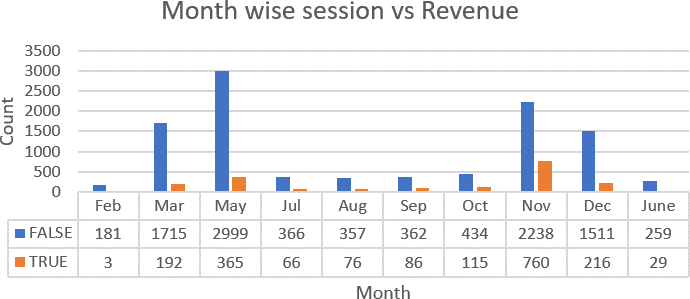 Month wise session vs Revenue
3500
3000
2500
2000
1500
1000
500
0
Count
Feb Mar May Jul Aug Sep Oct Nov Dec June
FALSE 181 1715 2999 366 357 362 434 2238 1511 259
TRUE 3 192 365 66 76 86 115 760 216 29
Month